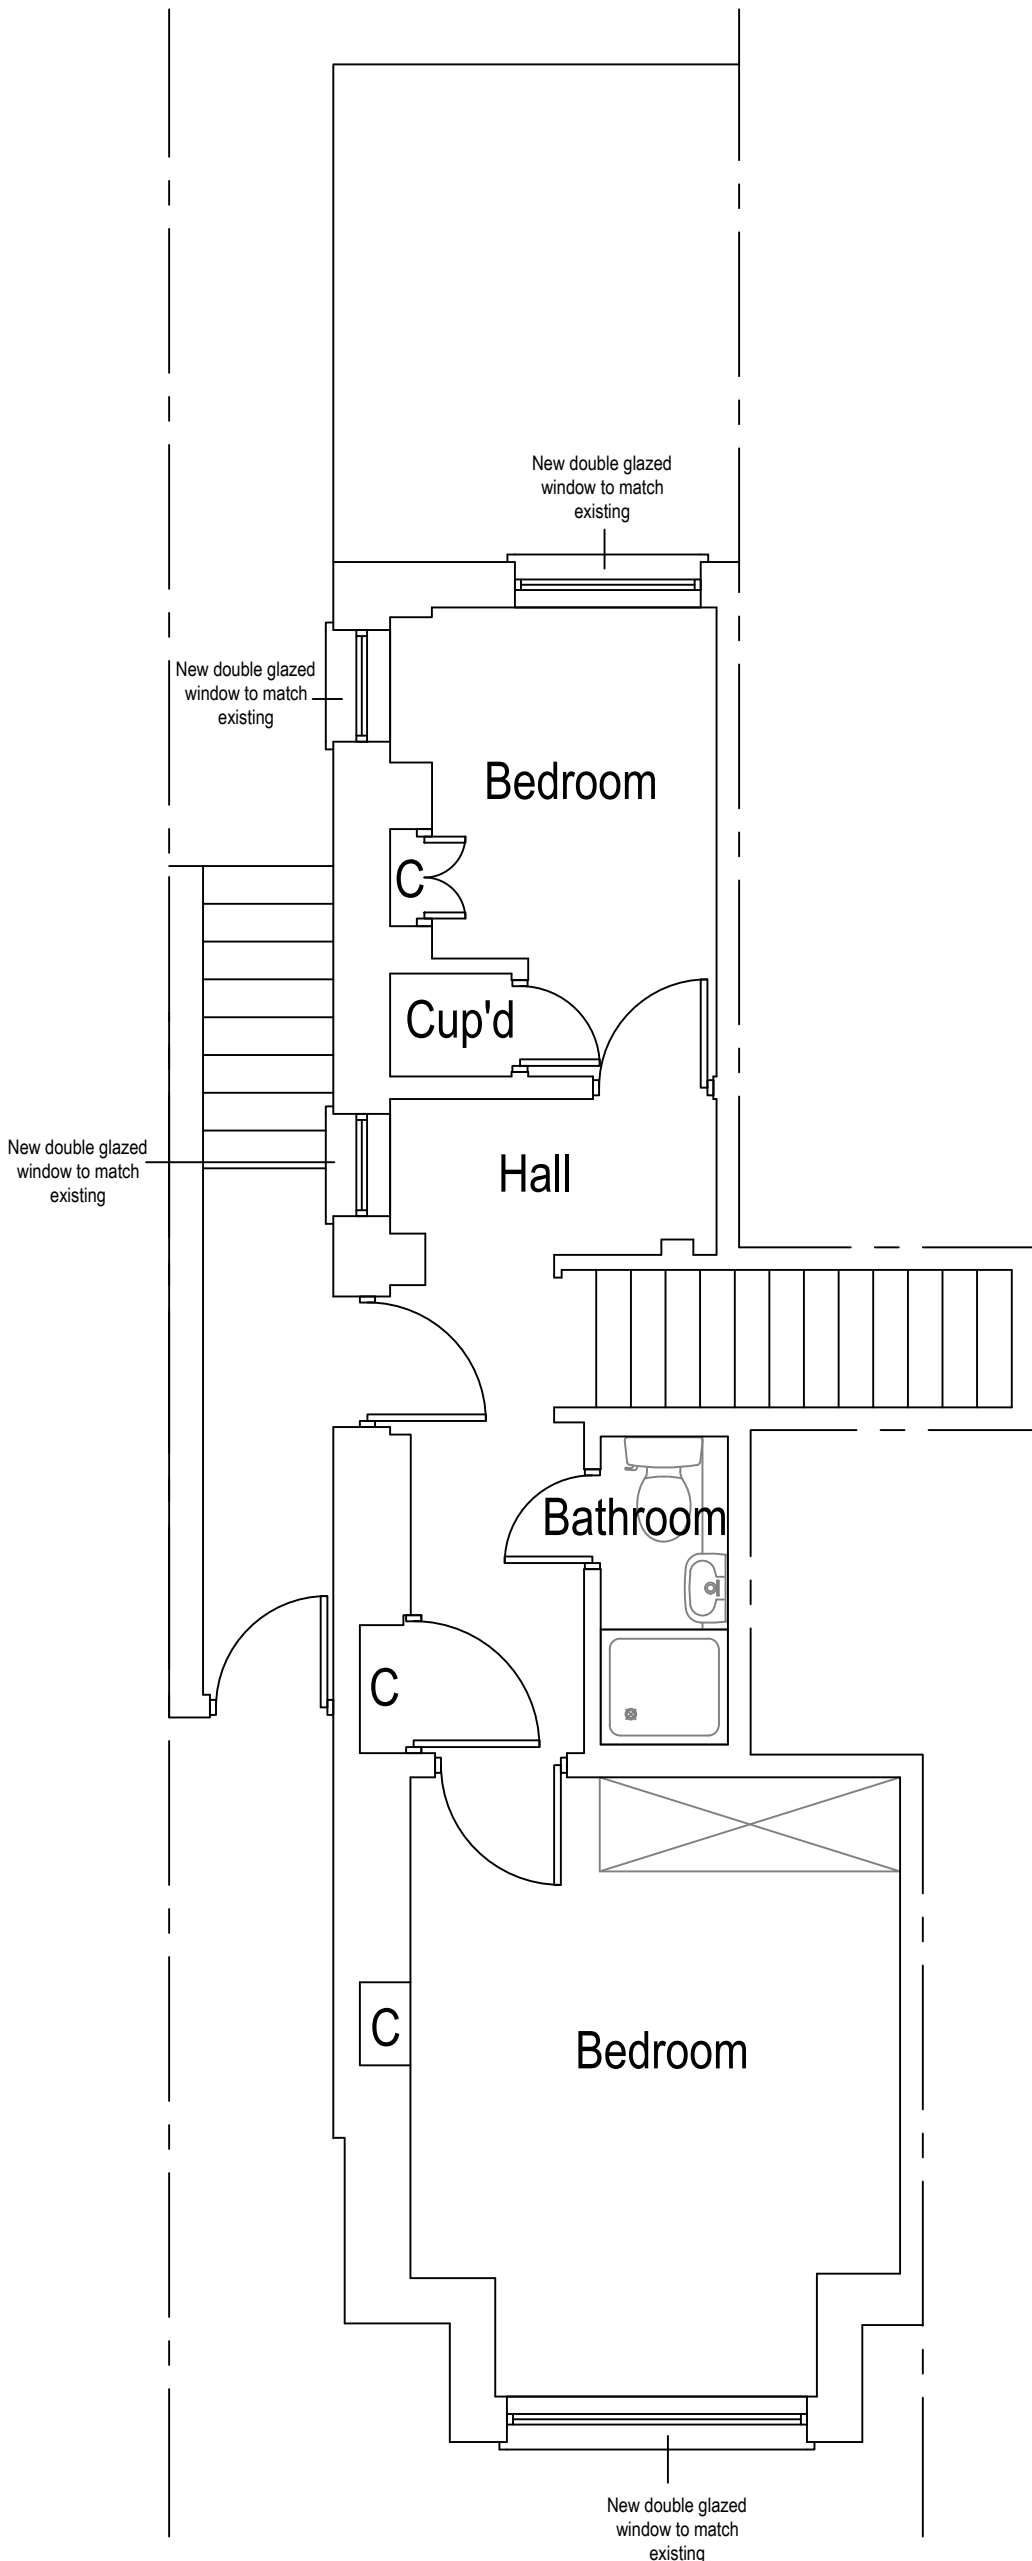 New double glazed
window to match
existing
New double glazed
window to match
existing
Bedroom
C
Cup'd
New double glazed
window to match
existing
Hall
Bathroom
C
C
Bedroom
New double glazed
window to match
existing